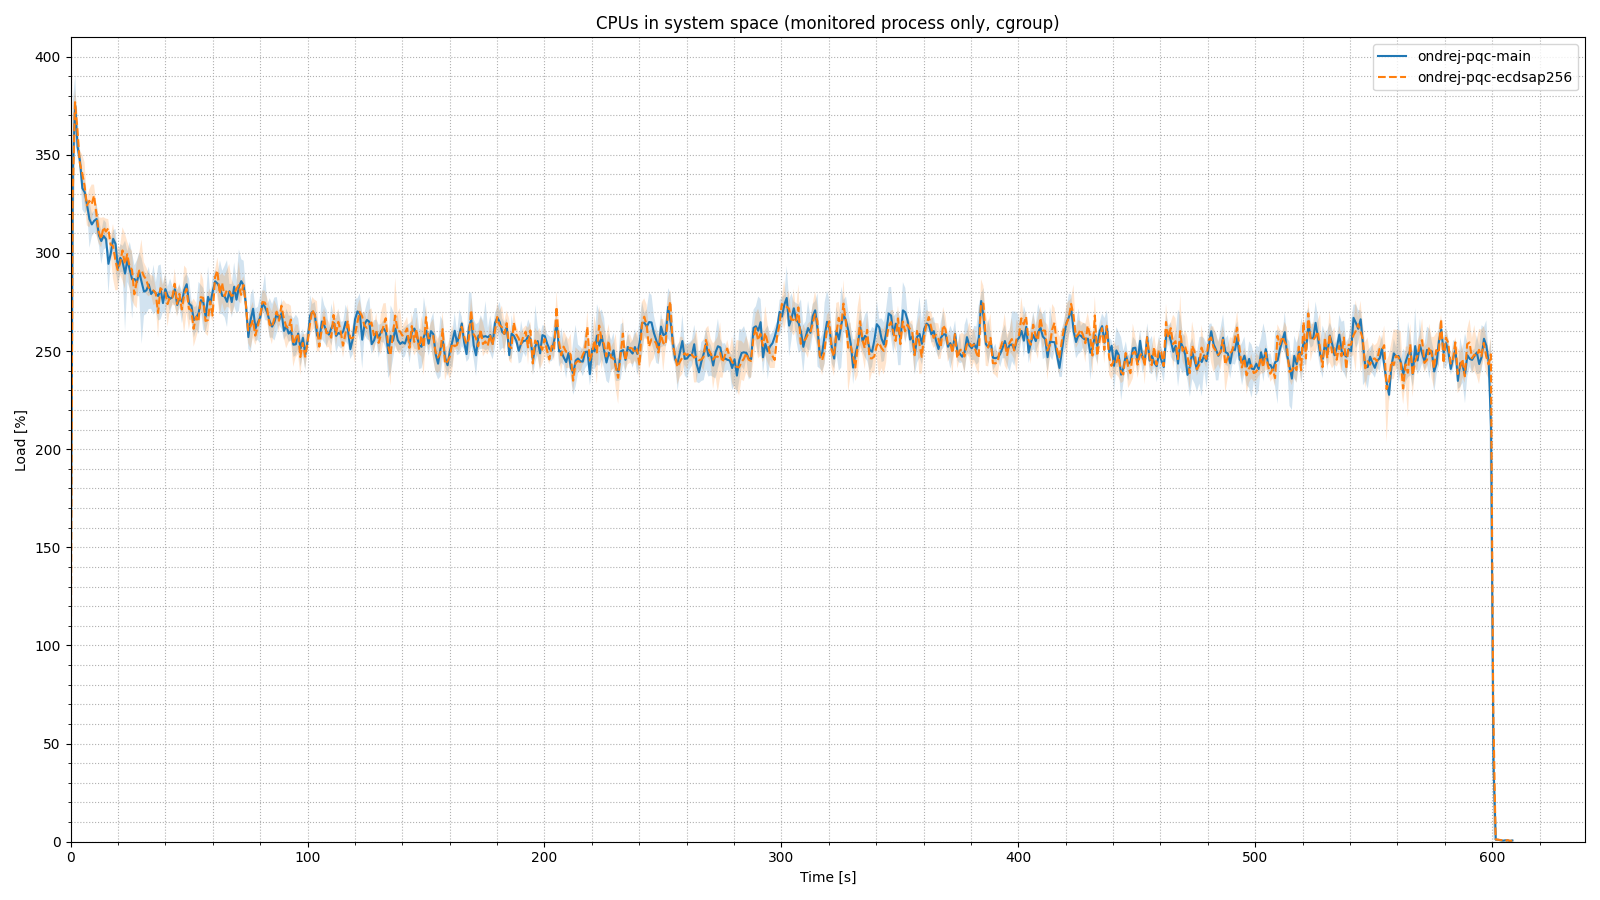 CPUs in system space (monitored process only, cgroup)
ondrej-pqc-main
ondrej-pqc-ecdsap256
400
350
300
250
200
150
100
50
0
Load [%]
0 100 200 300 400 500 600
Time [s]